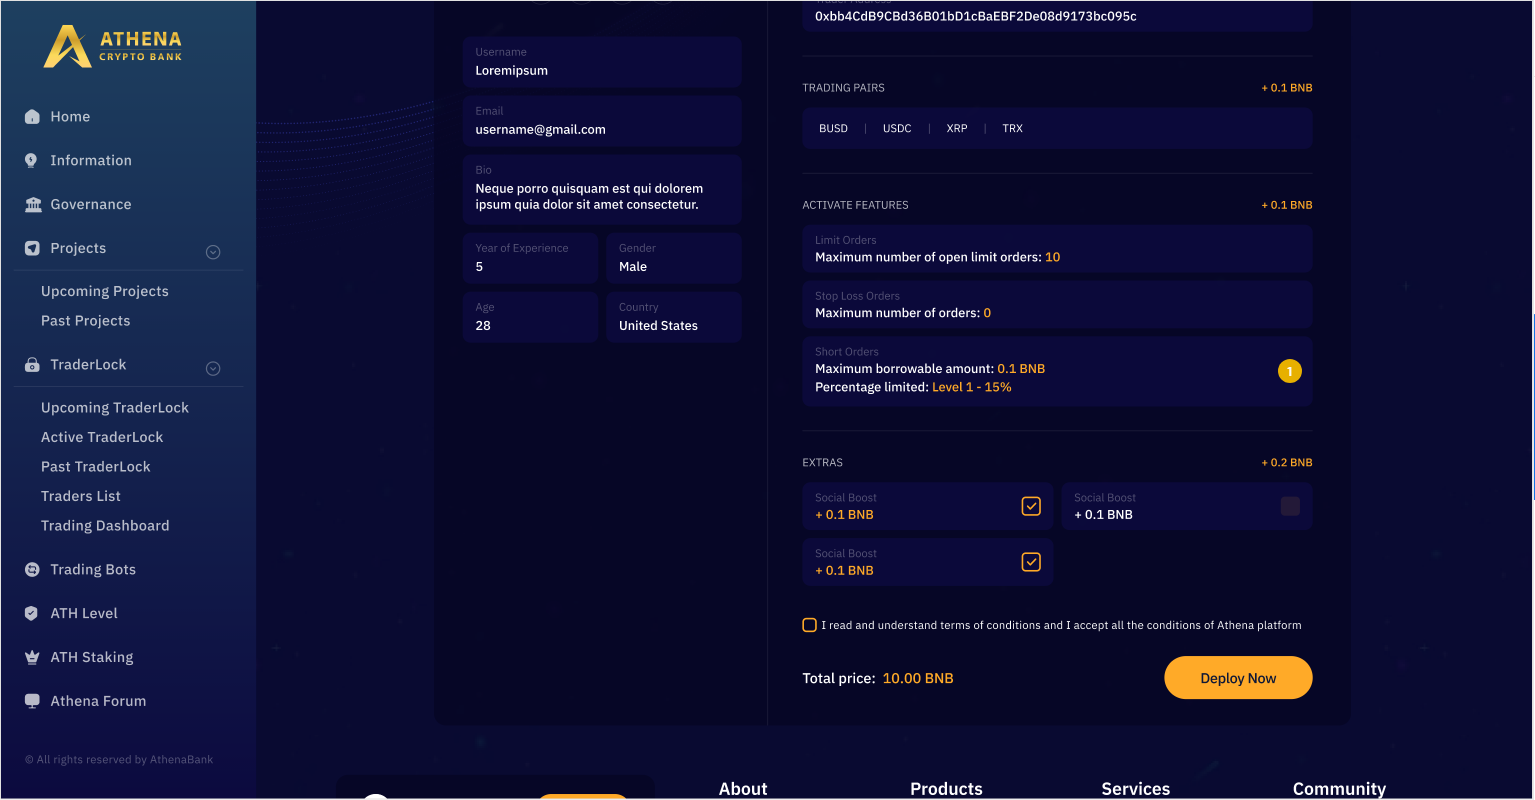 ATHENA
CRYPTO BANK
Home
Information
Governance
Projects
Upcoming Projects
Past Projects
TraderLock
Upcoming TraderLock
Active TraderLock
Past TraderLock
Traders List
Trading Dashboard
Trading Bots
ATH Level
ATH Staking
Athena Forum
© All rights reserved by AthenaBank
Username
Loremipsum
Email
username@gmail.com
Bio
Neque porro quisquam est qui dolorem
ipsum quia dolor sit amet consectetur.
Year of Experience
5
Gender
Male
Age
28
Country
United States
0xbb4CdB9CBd36B01bD1cBaEBF2De08d9173bc095c
TRADING PAIRS + 0.1 BNB
BUSD | USDC | XRP | TRX
ACTIVATE FEATURES + 0.1 BNB
Limit Orders
Maximum number of open limit orders: 10
Stop Loss Orders
Maximum number of orders: 0
Short Orders
Maximum borrowable amount: 0.1 BNB
Percentage limited: Level 1 - 15%
1
EXTRAS + 0.2 BNB
Social Boost
+ 0.1 BNB
Social Boost
+ 0.1 BNB
Social Boost
+ 0.1 BNB
I read and understand terms of conditions and I accept all the conditions of Athena platform
Total price: 10.00 BNB
Deploy Now
About
Products
Services
Community